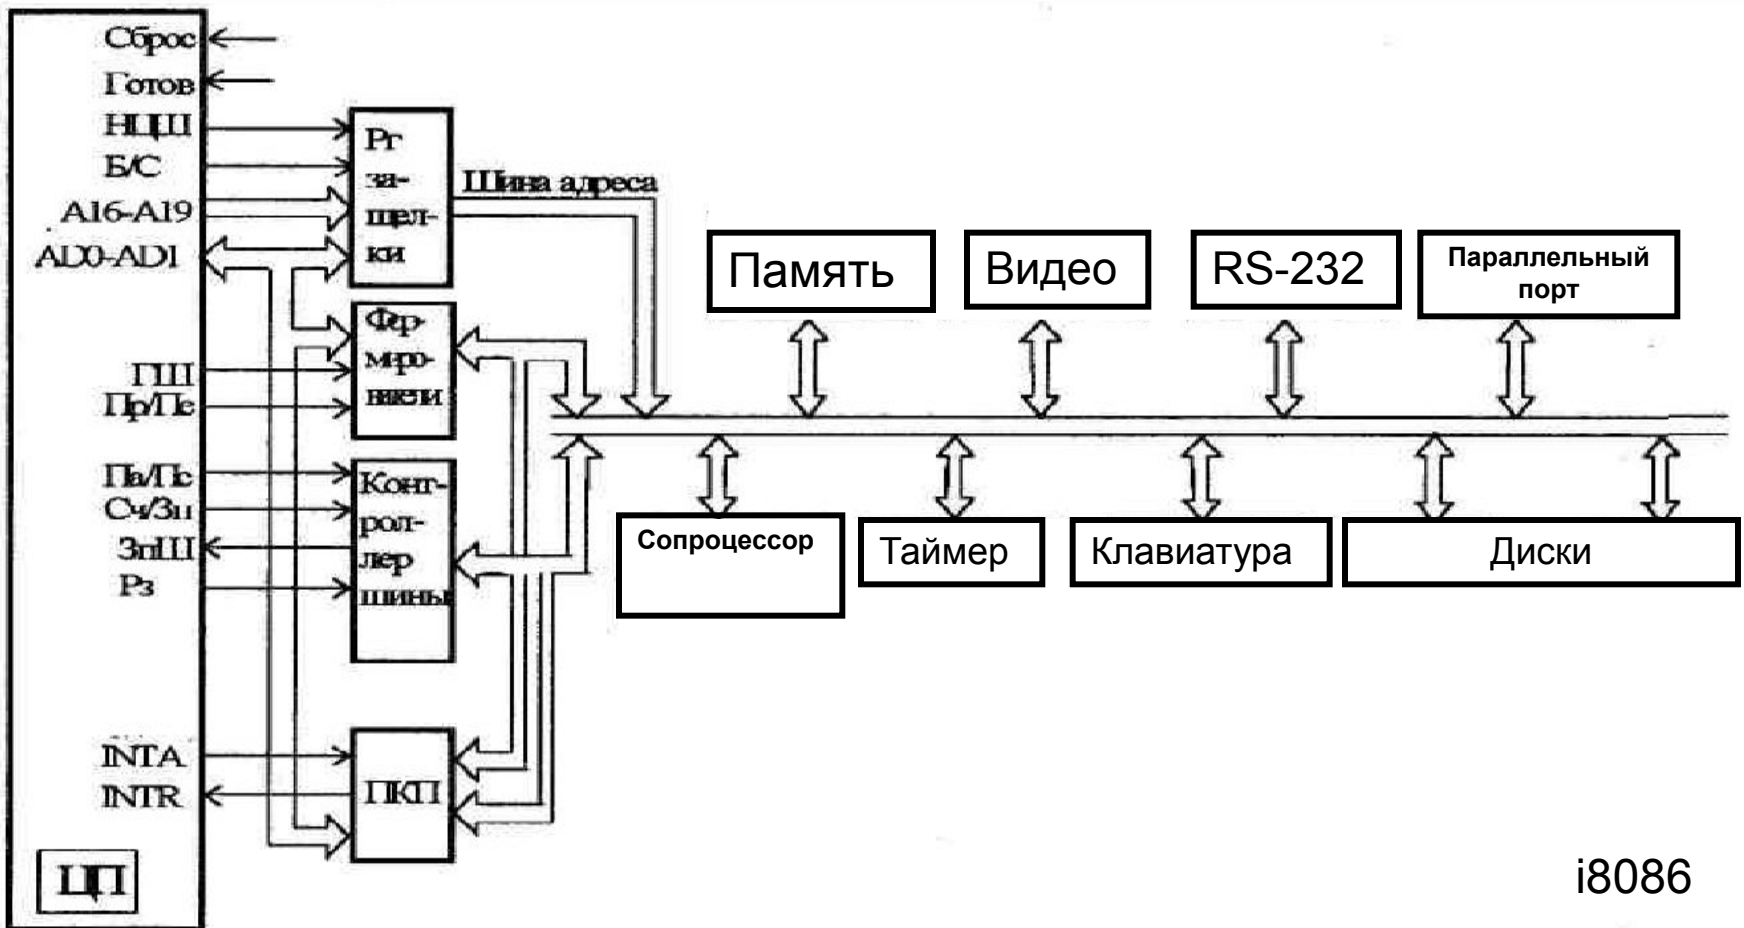 Сброс
Готов
НЦШ
Б/С
A16-A19
AD0-AD1
ПШ
Пр/Пе
Па/Пс
Сч/Зп
ЗпШ
Рз
INTA
INTR
ЦП
Рг
за-
щел-
ки
Фор-
миро-
ватели
Конт-
рол-
лер
шины
ПКП
Шина адреса
Память
Видео
RS-232
Параллельный
порт
Сопроцессор
Таймер
Клавиатура
Диски
i8086